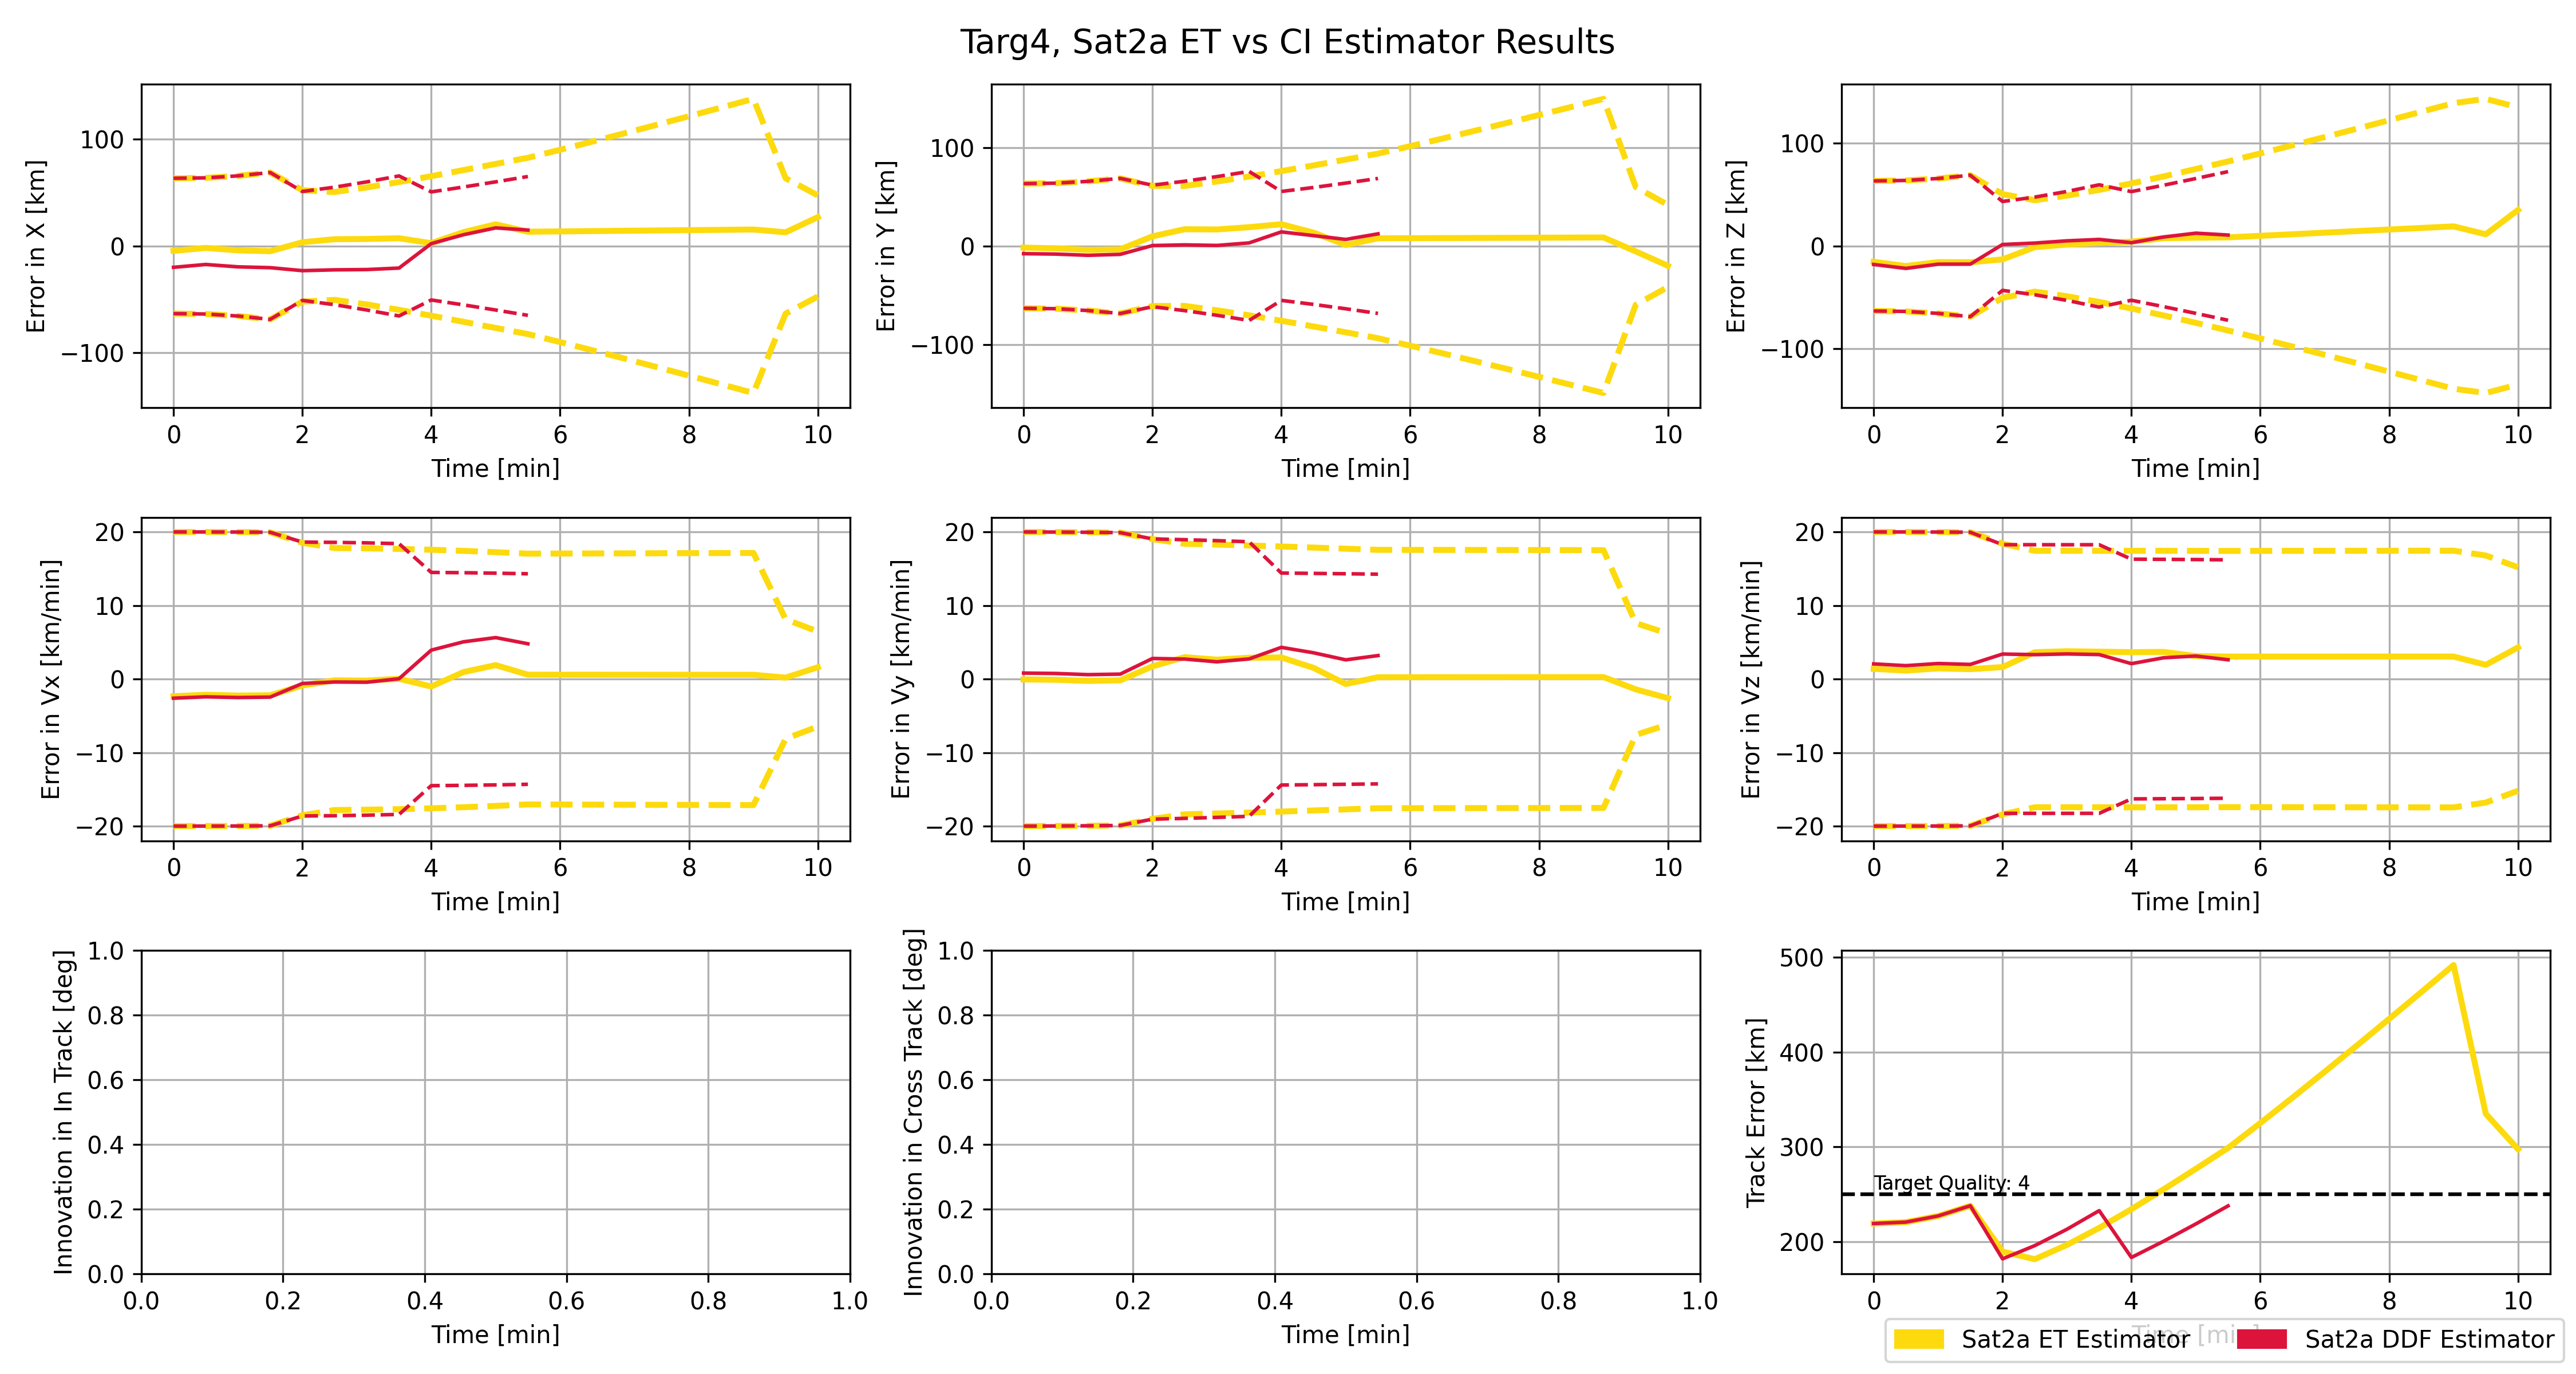 Targ4, Sat2a ET vs CI Estimator Results
Error in X [km]
100
0
−100
0 2 4 6 8 10
Time [min]
Error in Y [km]
100
0
−100
0 2 4 6 8 10
Time [min]
Error in Z [km]
100
0
−100
0 2 4 6 8 10
Time [min]
Error in Vx [km/min]
20
10
0
−10
−20
0 2 4 6 8 10
Time [min]
Error in Vy [km/min]
20
10
0
−10
−20
0 2 4 6 8 10
Time [min]
Error in Vz [km/min]
20
10
0
−10
−20
0 2 4 6 8 10
Time [min]
Innovation in In Track [deg]
1.0
0.8
0.6
0.4
0.2
0.0
0.0 0.2 0.4 0.6 0.8 1.0
Time [min]
Innovation in Cross Track [deg]
1.0
0.8
0.6
0.4
0.2
0.0
0.0 0.2 0.4 0.6 0.8 1.0
Time [min]
Track Error [km]
500
400
300
200
Target Quality: 4
0 2 4 6 8 10
Time [min]
Sat2a ET Estimator
Sat2a DDF Estimator